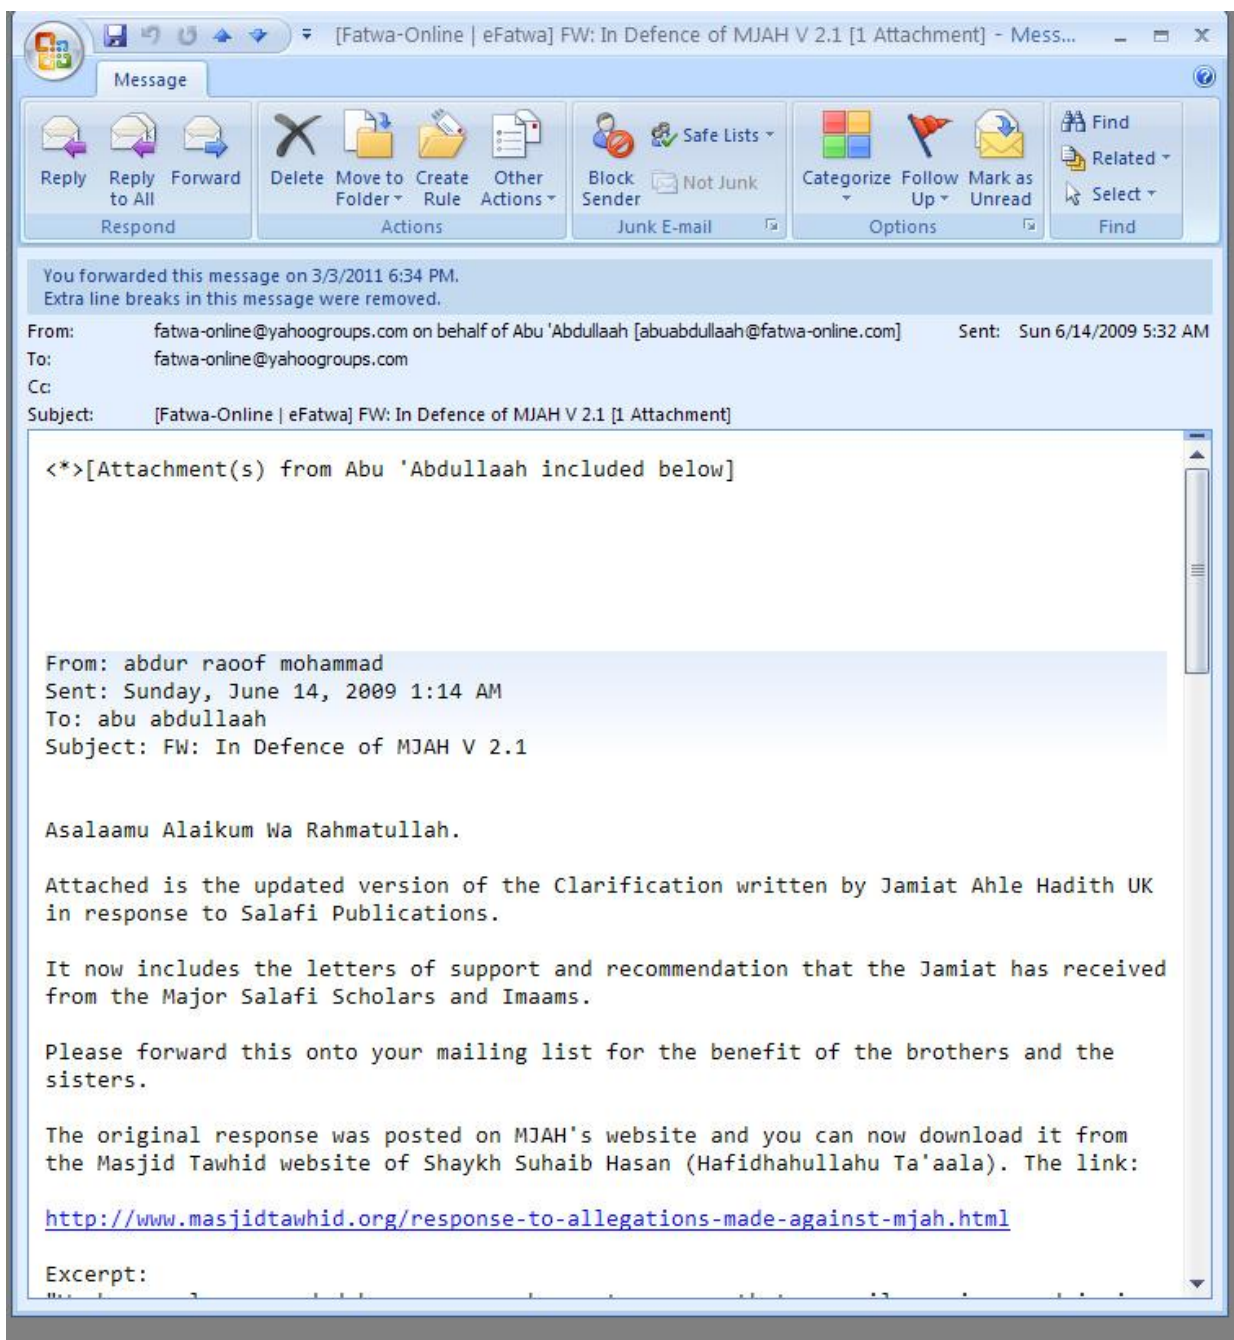 [Fatwa-Online | eFatwa] FW: In Defence of MJAH V 2.1 [1 Attachment] - Mess...
Message
Reply
Reply to All
Forward
Delete
Move to Folder
Create Rule
Other Actions
Block Sender
Safe Lists
Not Junk
Categorize
Follow Up
Mark as Unread
Find
Related
Select
Respond
Actions
Junk E-mail
Options
Find
You forwarded this message on 3/3/2011 6:34 PM.
Extra line breaks in this message were removed.
From: fatwa-online@yahoogroups.com on behalf of Abu 'Abdullaah [abuabdullaah@fatwa-online.com] Sent: Sun 6/14/2009 5:32 AM
To: fatwa-online@yahoogroups.com
Cc:
Subject: [Fatwa-Online | eFatwa] FW: In Defence of MJAH V 2.1 [1 Attachment]
<*>[Attachment(s) from Abu 'Abdullaah included below]
From: abdur raoof mohammad
Sent: Sunday, June 14, 2009 1:14 AM
To: abu abdullaah
Subject: FW: In Defence of MJAH V 2.1
Asalaamu Alaikum Wa Rahmatullah.
Attached is the updated version of the Clarification written by Jamiat Ahle Hadith UK
in response to Salafi Publications.
It now includes the letters of support and recommendation that the Jamiat has received
from the Major Salafi Scholars and Imaams.
Please forward this onto your mailing list for the benefit of the brothers and the
sisters.
The original response was posted on MJAH's website and you can now download it from
the Masjid Tawhid website of Shaykh Suhaib Hasan (Hafidhahullahu Ta'aala). The link:
http://www.masjidtawhid.org/response-to-allegations-made-against-mjah.html
Excerpt: